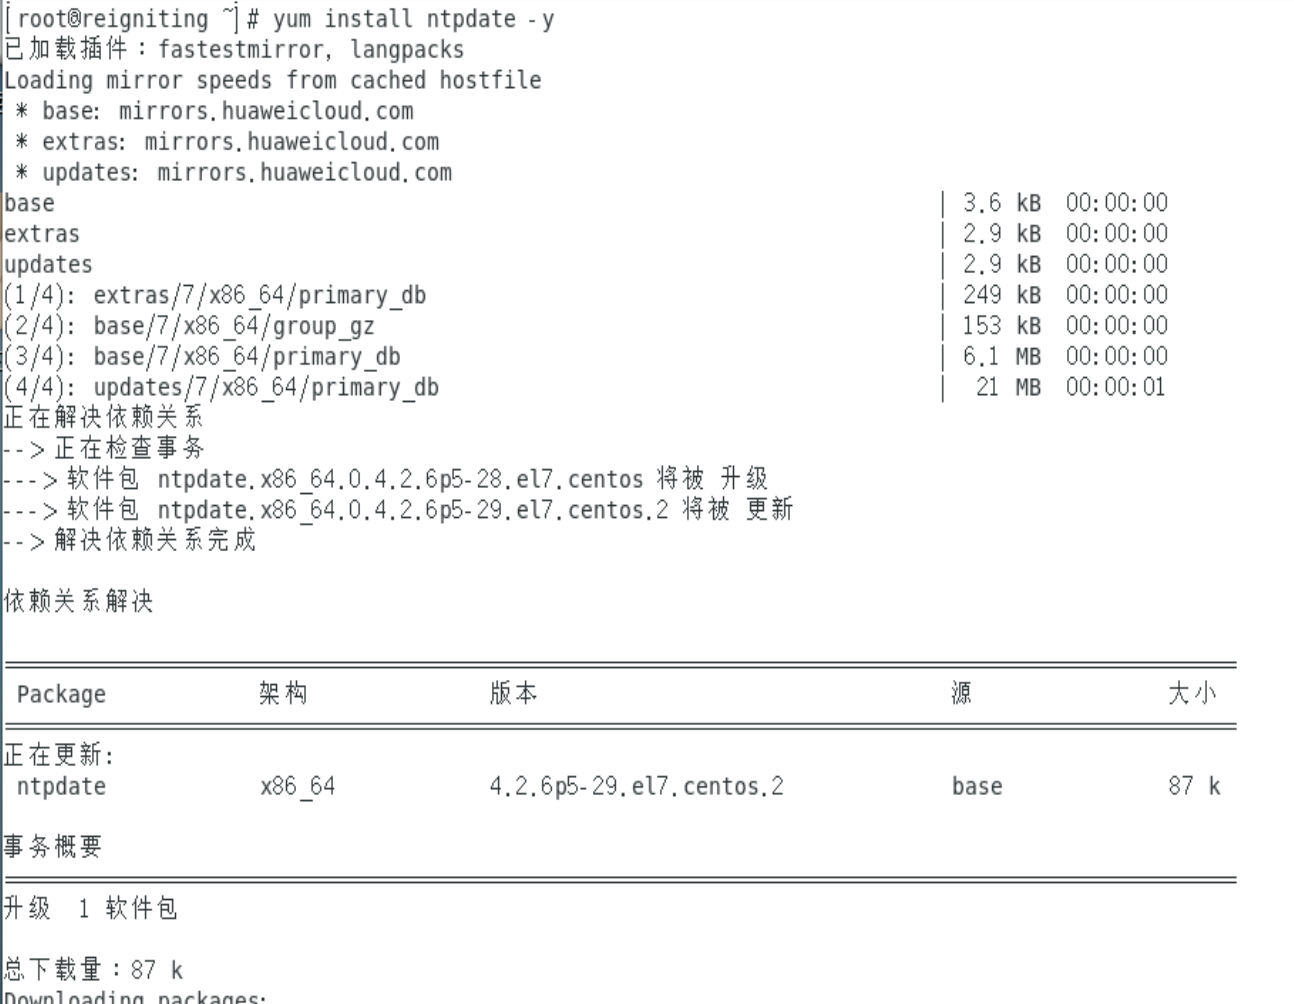 [root@reigniting ~]# yum install ntpdate -y
已加载插件：fastestmirror, langpacks
Loading mirror speeds from cached hostfile
 * base: mirrors.huaweicloud.com
 * extras: mirrors.huaweicloud.com
 * updates: mirrors.huaweicloud.com
base | 3.6 kB 00:00:00
extras | 2.9 kB 00:00:00
updates | 2.9 kB 00:00:00
(1/4): extras/7/x86_64/primary_db | 249 kB 00:00:00
(2/4): base/7/x86_64/group_gz | 153 kB 00:00:00
(3/4): base/7/x86_64/primary_db | 6.1 MB 00:00:00
(4/4): updates/7/x86_64/primary_db | 21 MB 00:00:01
正在解决依赖关系
--> 正在检查事务
---> 软件包 ntpdate.x86_64.0.4.2.6p5-28.el7.centos 将被 升级
---> 软件包 ntpdate.x86_64.0.4.2.6p5-29.el7.centos.2 将被 更新
--> 解决依赖关系完成
依赖关系解决
Package 架构 版本 源 大小
正在更新:
ntpdate x86_64 4.2.6p5-29.el7.centos.2 base 87 k
事务概要
升级 1 软件包
总下载量：87 k
Downloading packages: